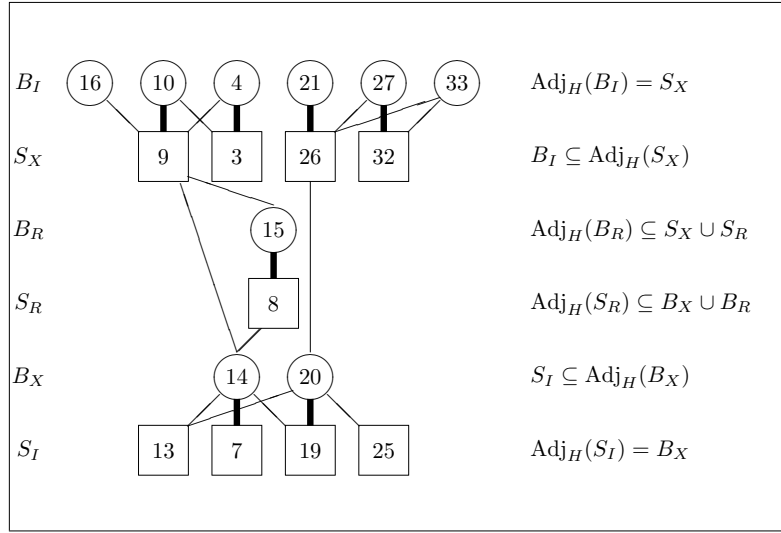 B_I 16 10 4 21 27 33 Adj_H(B_I) = S_X
S_X 9 3 26 32 B_I ⊆ Adj_H(S_X)
B_R 15 Adj_H(B_R) ⊆ S_X ∪ S_R
S_R 8 Adj_H(S_R) ⊆ B_X ∪ B_R
B_X 14 20 S_I ⊆ Adj_H(B_X)
S_I 13 7 19 25 Adj_H(S_I) = B_X